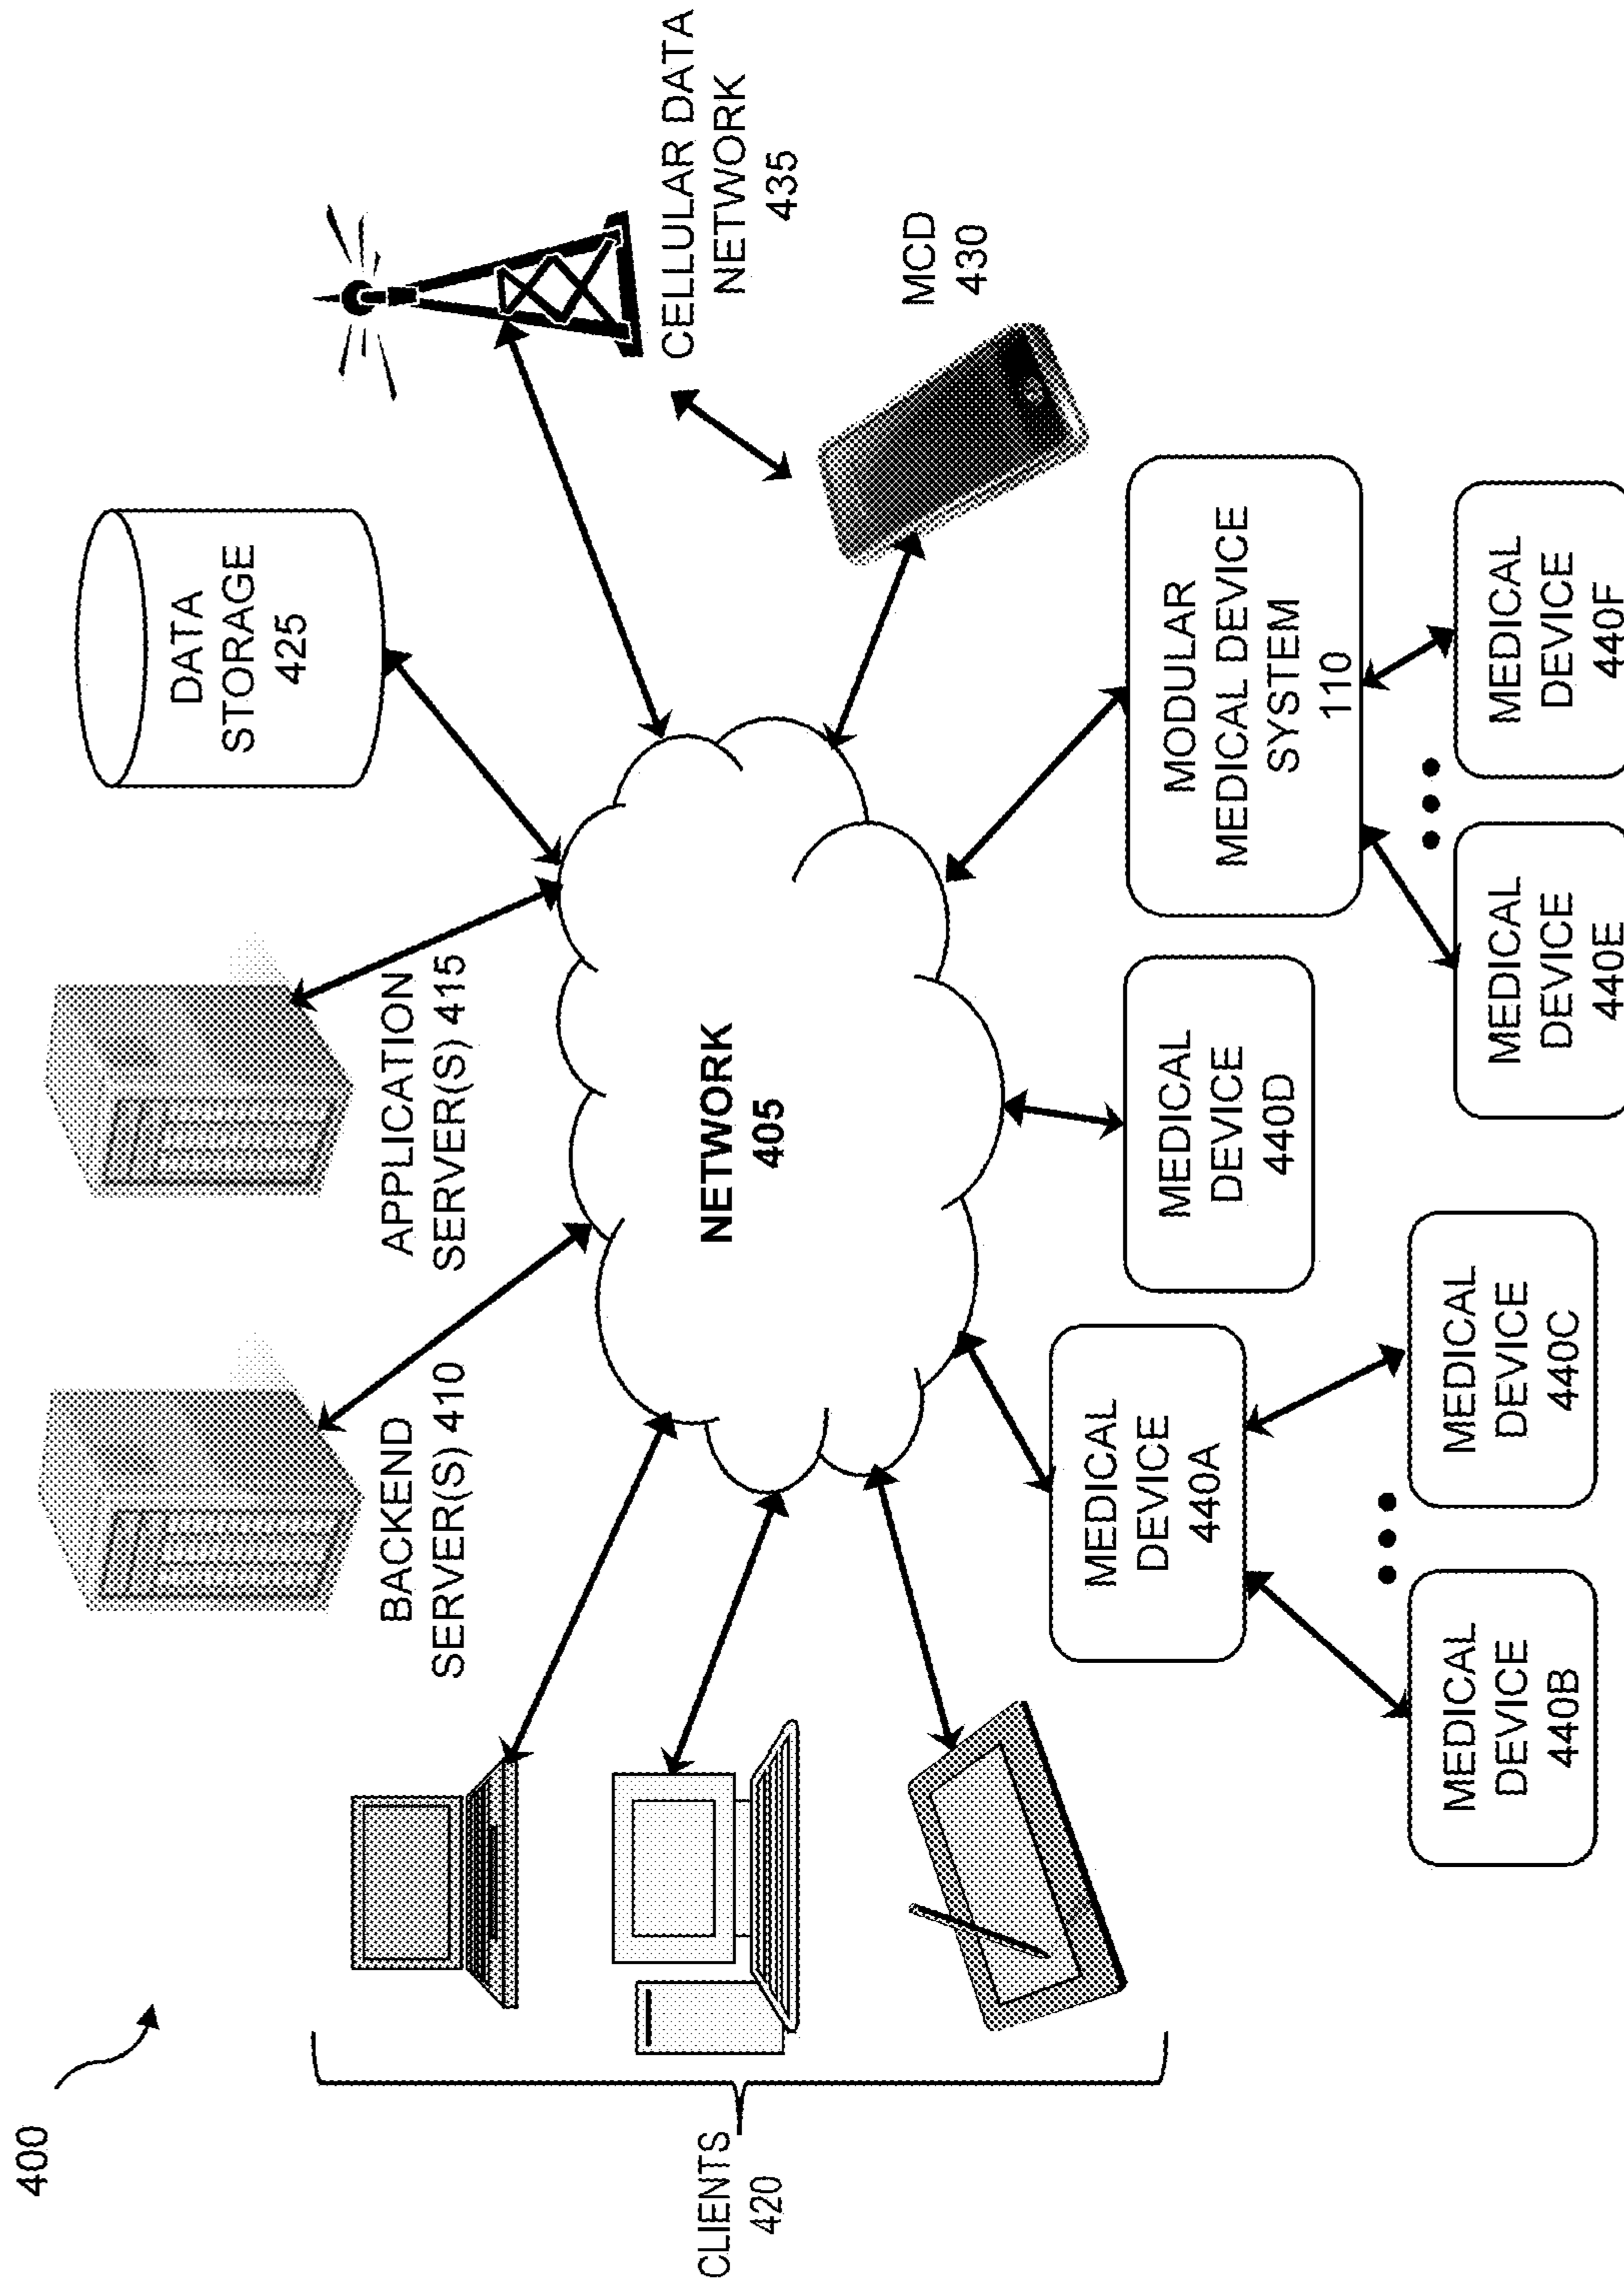 400
BACKEND
SERVER(S) 410
APPLICATION
SERVER(S) 415
DATA
STORAGE
425
CELLULAR DATA
NETWORK
435
CLIENTS
420
NETWORK
405
MCD
430
MEDICAL
DEVICE
440A
MEDICAL
DEVICE
440D
MODULAR
MEDICAL DEVICE
SYSTEM
110
MEDICAL
DEVICE
440B
MEDICAL
DEVICE
440C
MEDICAL
DEVICE
440E
MEDICAL
DEVICE
440F